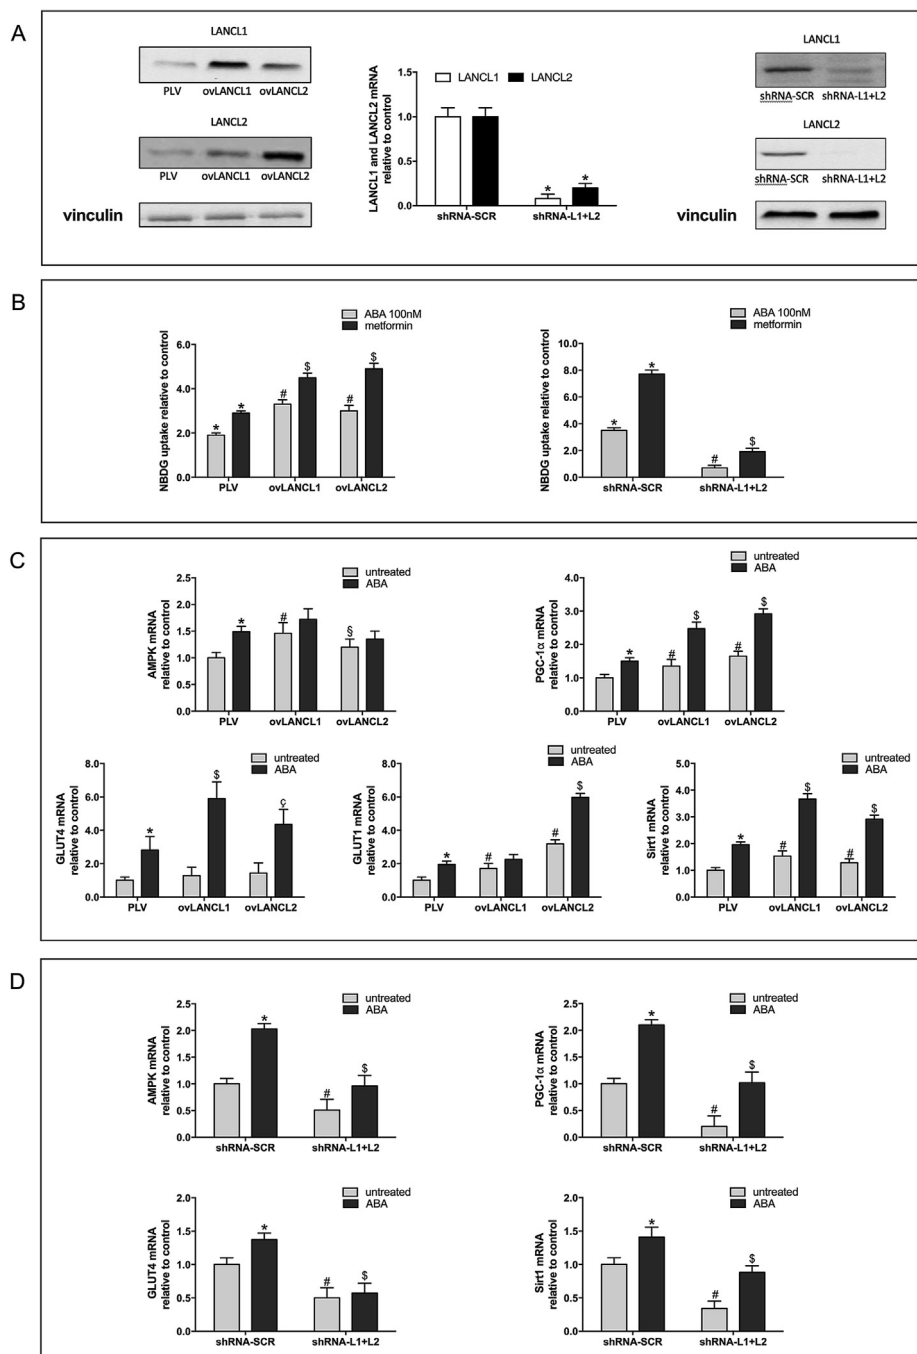 A
LANCL1
PLV ovLANCL1 ovLANCL2
LANCL2
PLV ovLANCL1 ovLANCL2
vinculin
LANCL1 and LANCL2 mRNA
relative to control
LANCL1 LANCL2
1.5
1.0
0.5
0.0
* *
shRNA-SCR shRNA-L1+L2
LANCL1
shRNA-SCR shRNA-L1+L2
LANCL2
shRNA-SCR shRNA-L1+L2
vinculin
B
NBDG uptake relative to control
ABA 100nM
metformin
6.0
4.0
2.0
0.0
* * # $ # $
PLV ovLANCL1 ovLANCL2
NBDG uptake relative to control
ABA 100nM
metformin
10.0
8.0
6.0
4.0
2.0
0.0
* * # $
shRNA-SCR shRNA-L1+L2
C
AMPK mRNA
relative to control
untreated
ABA
2.5
2.0
1.5
1.0
0.5
0.0
* # §
PLV ovLANCL1 ovLANCL2
PGC-1α mRNA
relative to control
untreated
ABA
4.0
3.0
2.0
1.0
0.0
* # $ # $
PLV ovLANCL1 ovLANCL2
GLUT4 mRNA
relative to control
untreated
ABA
8.0
6.0
4.0
2.0
0.0
* $ ç
PLV ovLANCL1 ovLANCL2
GLUT1 mRNA
relative to control
untreated
ABA
8.0
6.0
4.0
2.0
0.0
* # # $
PLV ovLANCL1 ovLANCL2
Sirt1 mRNA
relative to control
untreated
ABA
5.0
4.0
3.0
2.0
1.0
0.0
* # $ # $
PLV ovLANCL1 ovLANCL2
D
AMPK mRNA
relative to control
untreated
ABA
2.5
2.0
1.5
1.0
0.5
0.0
* # $
shRNA-SCR shRNA-L1+L2
PGC-1α mRNA
relative to control
untreated
ABA
2.5
2.0
1.5
1.0
0.5
0.0
* # $
shRNA-SCR shRNA-L1+L2
GLUT4 mRNA
relative to control
untreated
ABA
2.0
1.5
1.0
0.5
0.0
* # $
shRNA-SCR shRNA-L1+L2
Sirt1 mRNA
relative to control
untreated
ABA
2.0
1.5
1.0
0.5
0.0
* # $
shRNA-SCR shRNA-L1+L2